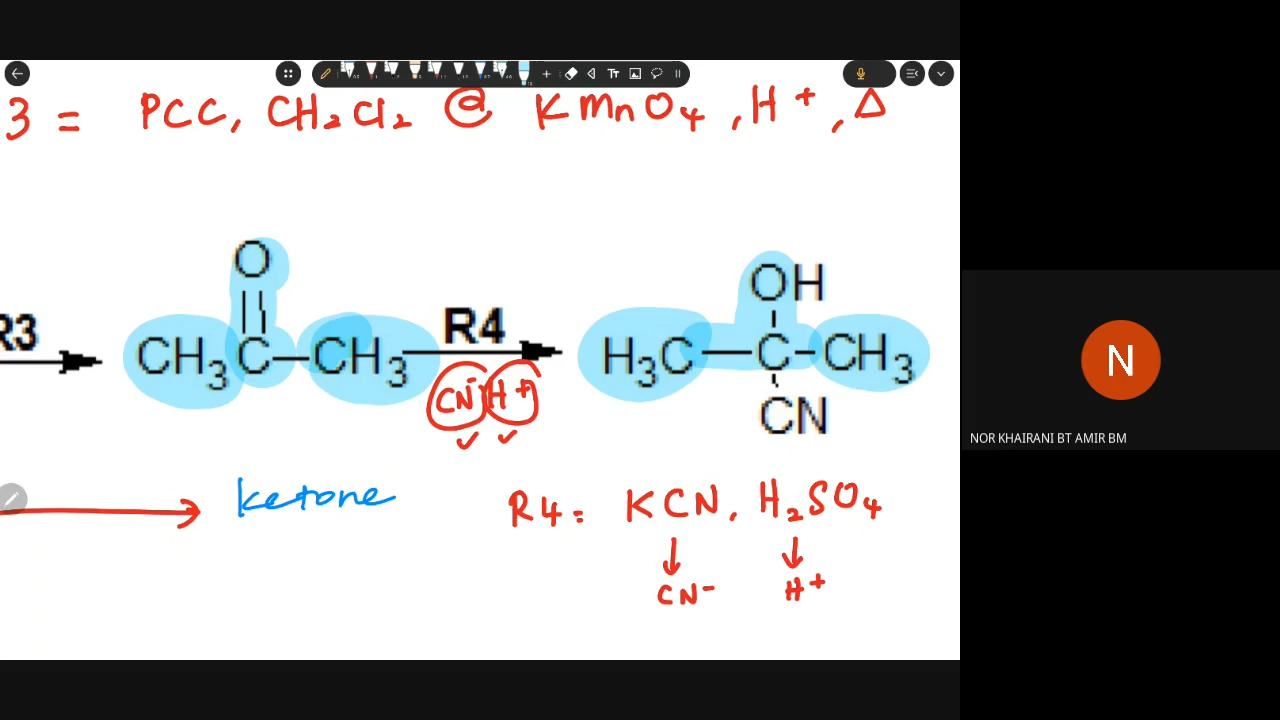 3 = PCC, CH₂Cl₂ @ KMnO₄, H⁺, Δ
O
OH
R3
CH₃C—CH₃
R4
H₃C—C–CH₃
CN⁻ H⁺
CN
ketone
R4 = KCN, H₂SO₄
CN⁻ H⁺
N
NOR KHAIRANI BT AMIR BM